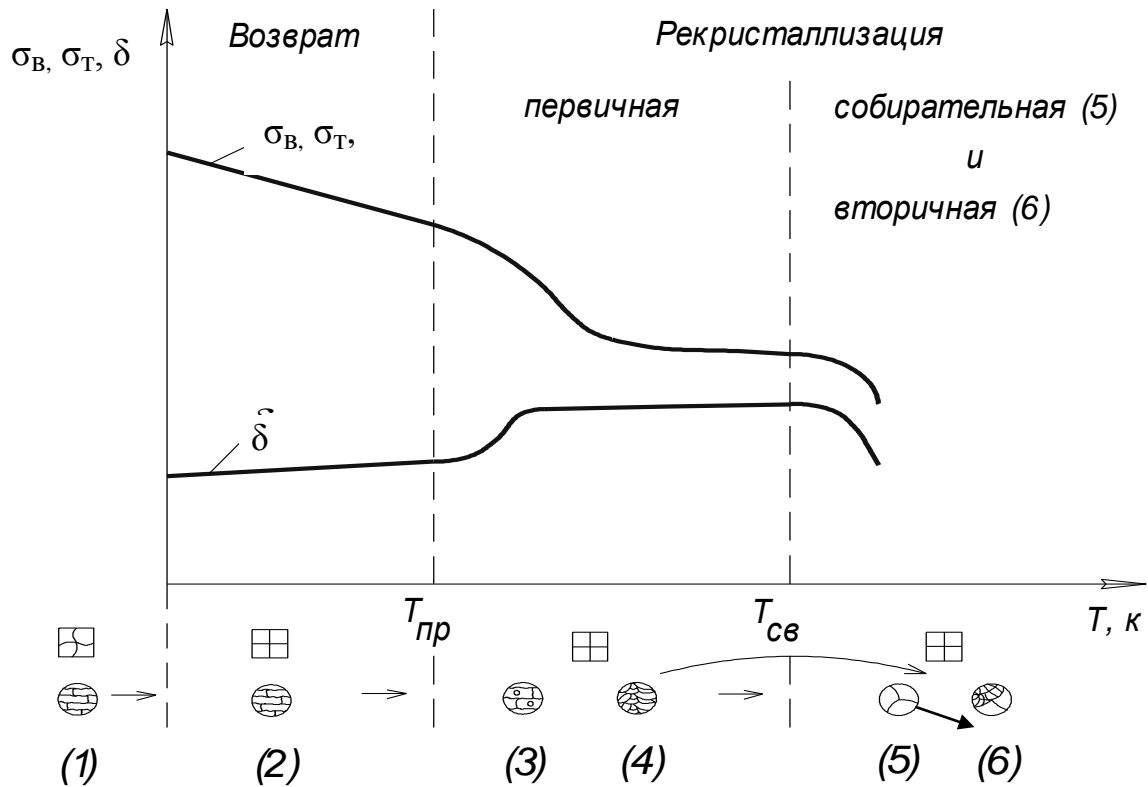 σВ, σТ, δ
Возврат
Рекристаллизация
первичная
собирательная (5)
и
вторичная (6)
σВ, σТ,
δ
Tпр
Tсв
Т, к
(1)
(2)
(3)
(4)
(5)
(6)